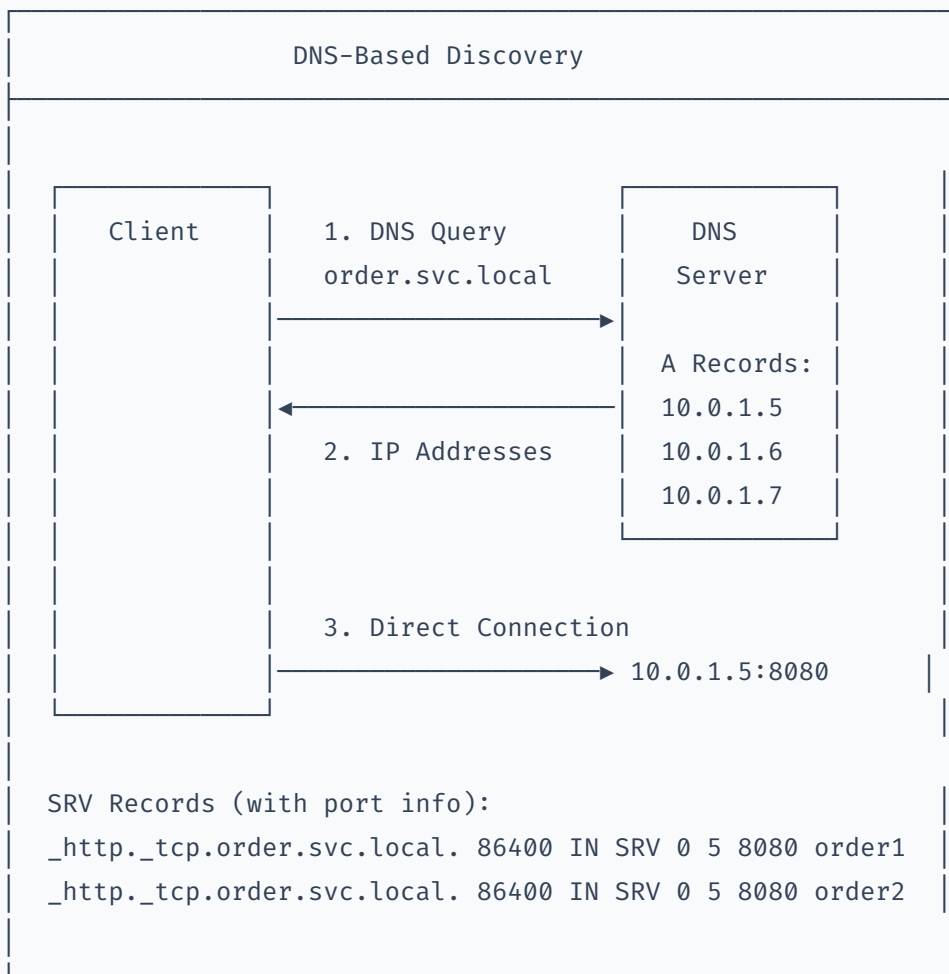 DNS-Based Discovery
Client
1. DNS Query
order.svc.local
DNS
Server
A Records:
10.0.1.5
10.0.1.6
10.0.1.7
2. IP Addresses
3. Direct Connection
10.0.1.5:8080
SRV Records (with port info):
_http._tcp.order.svc.local. 86400 IN SRV 0 5 8080 order1
_http._tcp.order.svc.local. 86400 IN SRV 0 5 8080 order2